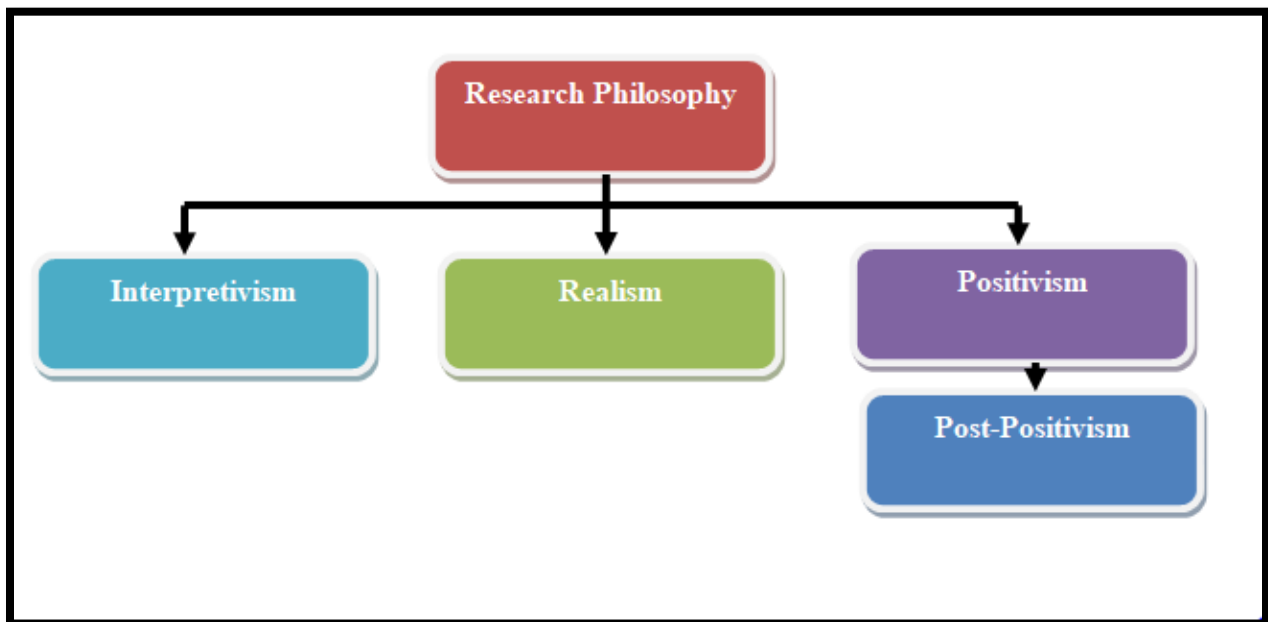 Research Philosophy
Interpretivism
Realism
Positivism
Post-Positivism